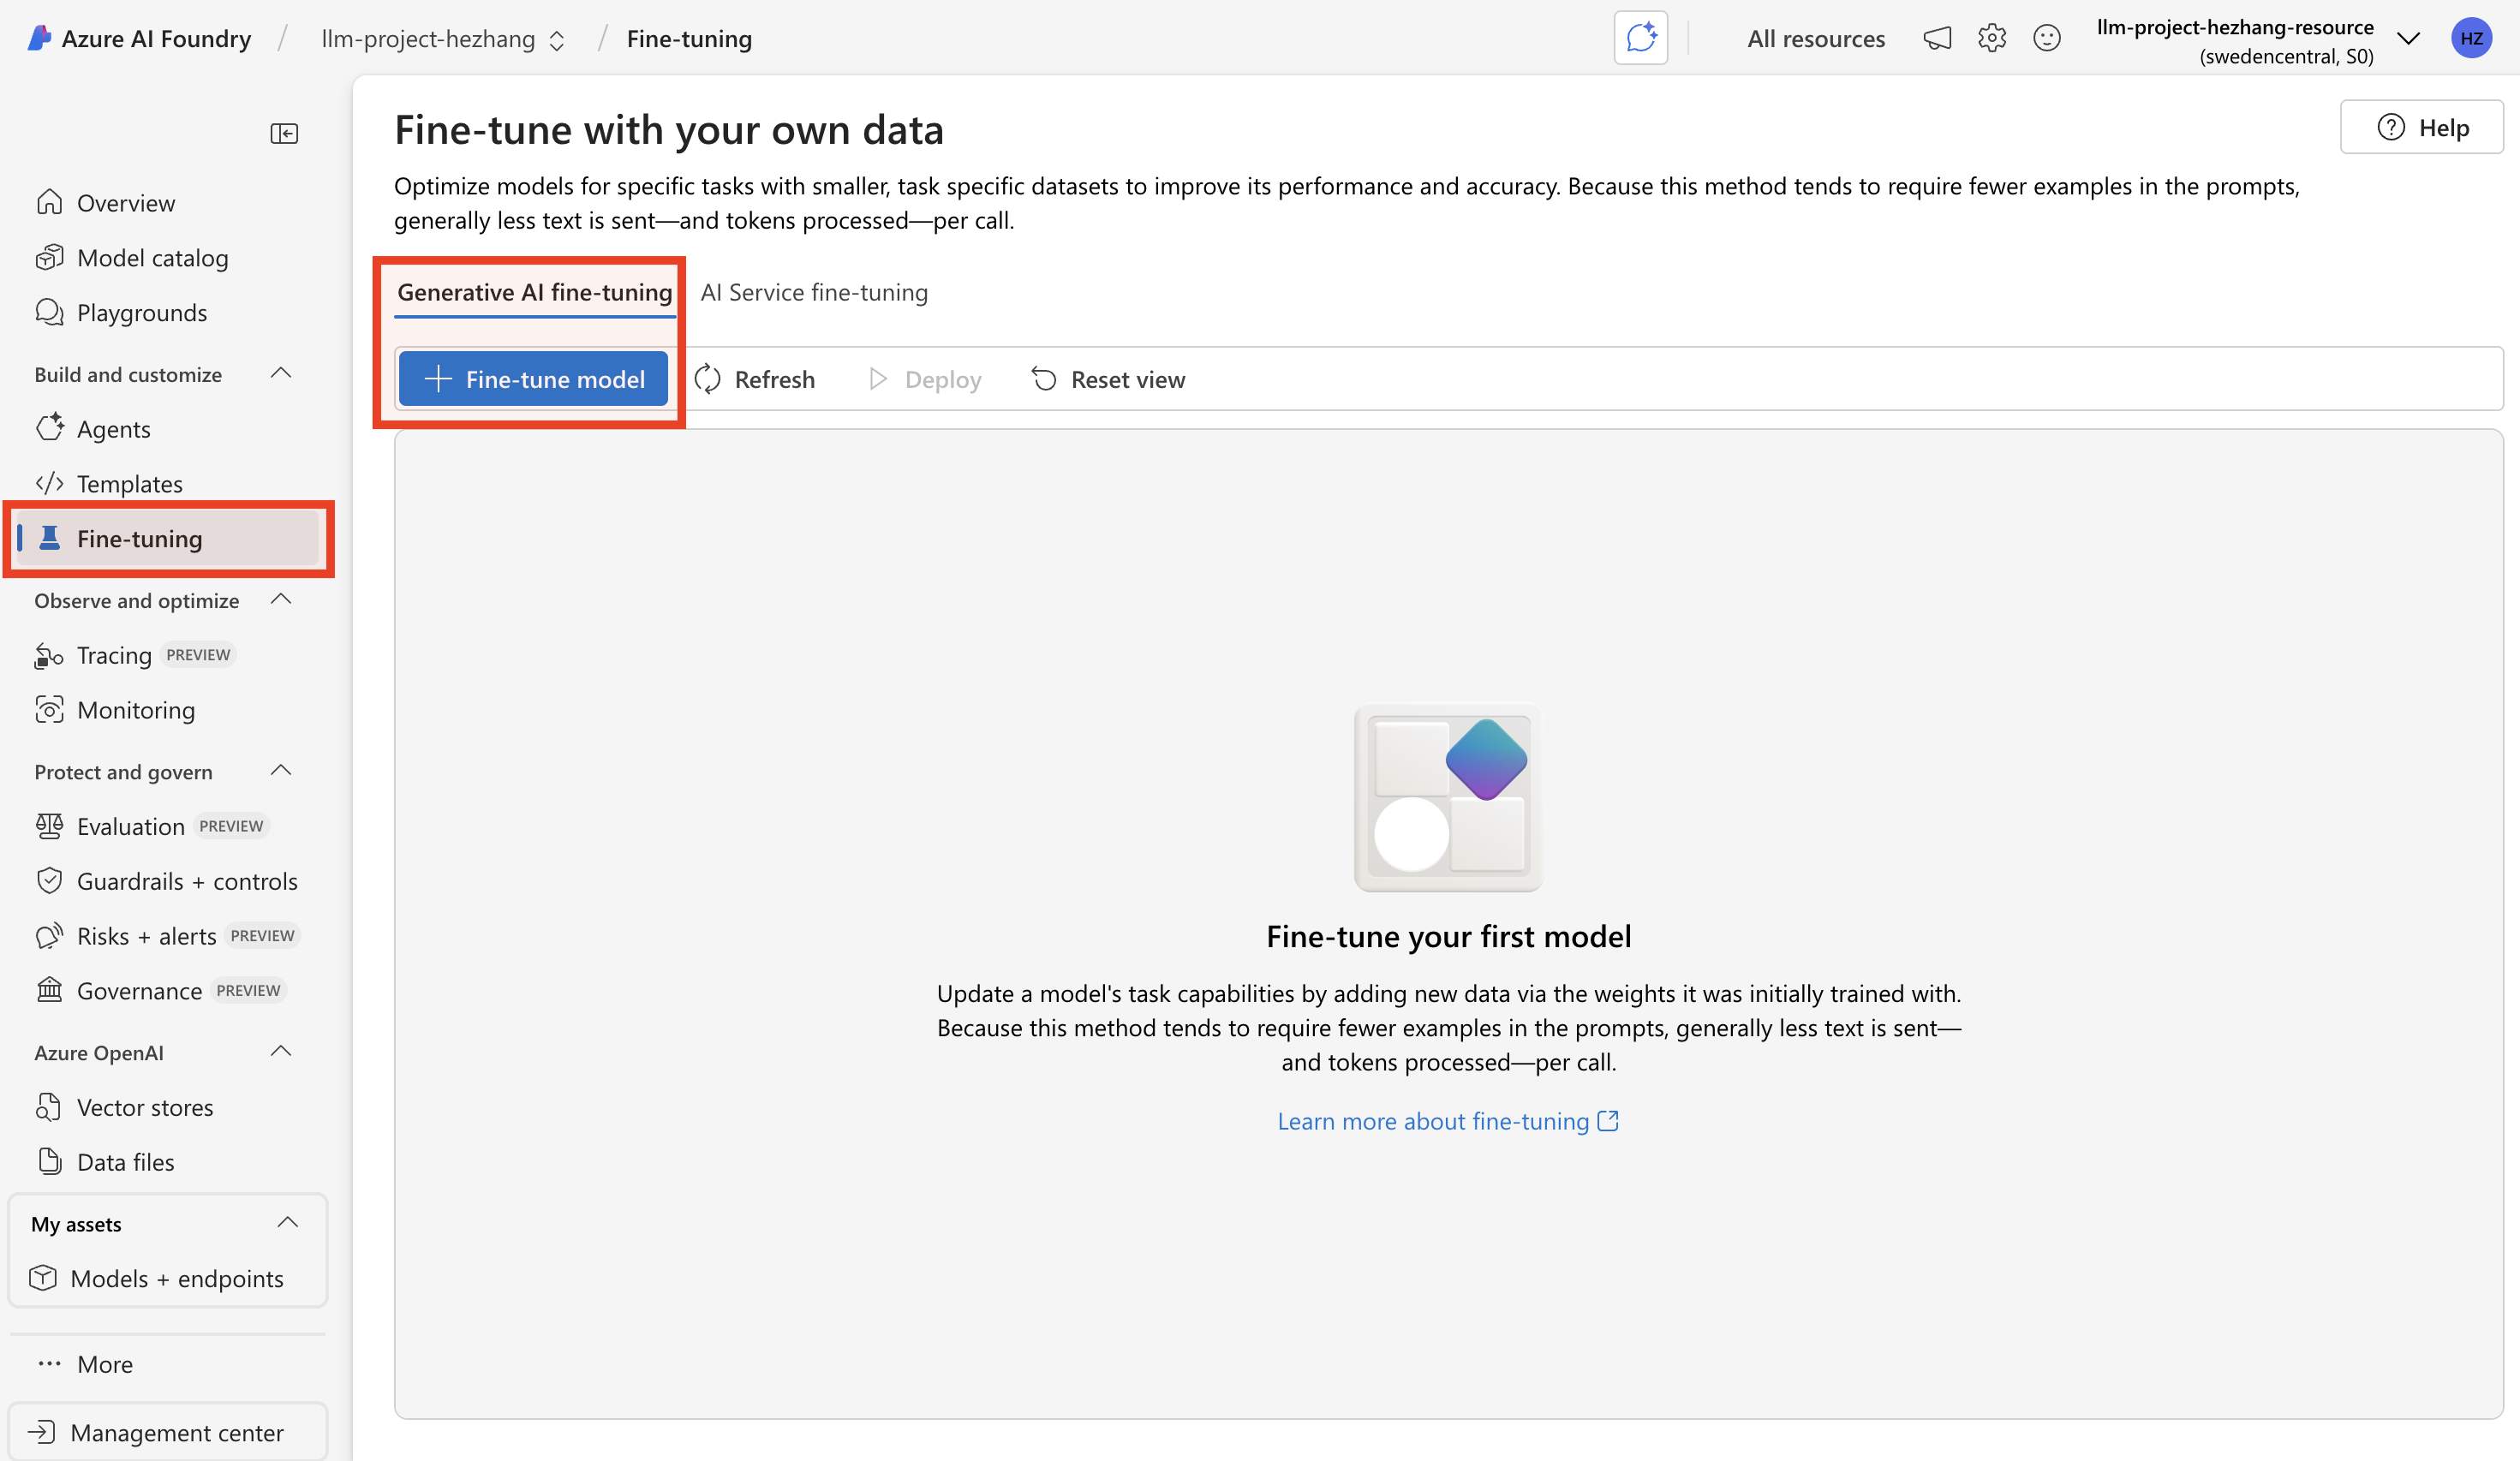 Azure AI Foundry / llm-project-hezhang / Fine-tuning
All resources
llm-project-hezhang-resource
(swedencentral, S0)
HZ
Overview
Model catalog
Playgrounds
Build and customize
Agents
Templates
Fine-tuning
Observe and optimize
Tracing PREVIEW
Monitoring
Protect and govern
Evaluation PREVIEW
Guardrails + controls
Risks + alerts PREVIEW
Governance PREVIEW
Azure OpenAI
Vector stores
Data files
My assets
Models + endpoints
More
Management center
Fine-tune with your own data
Help
Optimize models for specific tasks with smaller, task specific datasets to improve its performance and accuracy. Because this method tends to require fewer examples in the prompts,
generally less text is sent—and tokens processed—per call.
Generative AI fine-tuning AI Service fine-tuning
Fine-tune model Refresh Deploy Reset view
Fine-tune your first model
Update a model's task capabilities by adding new data via the weights it was initially trained with.
Because this method tends to require fewer examples in the prompts, generally less text is sent—
and tokens processed—per call.
Learn more about fine-tuning